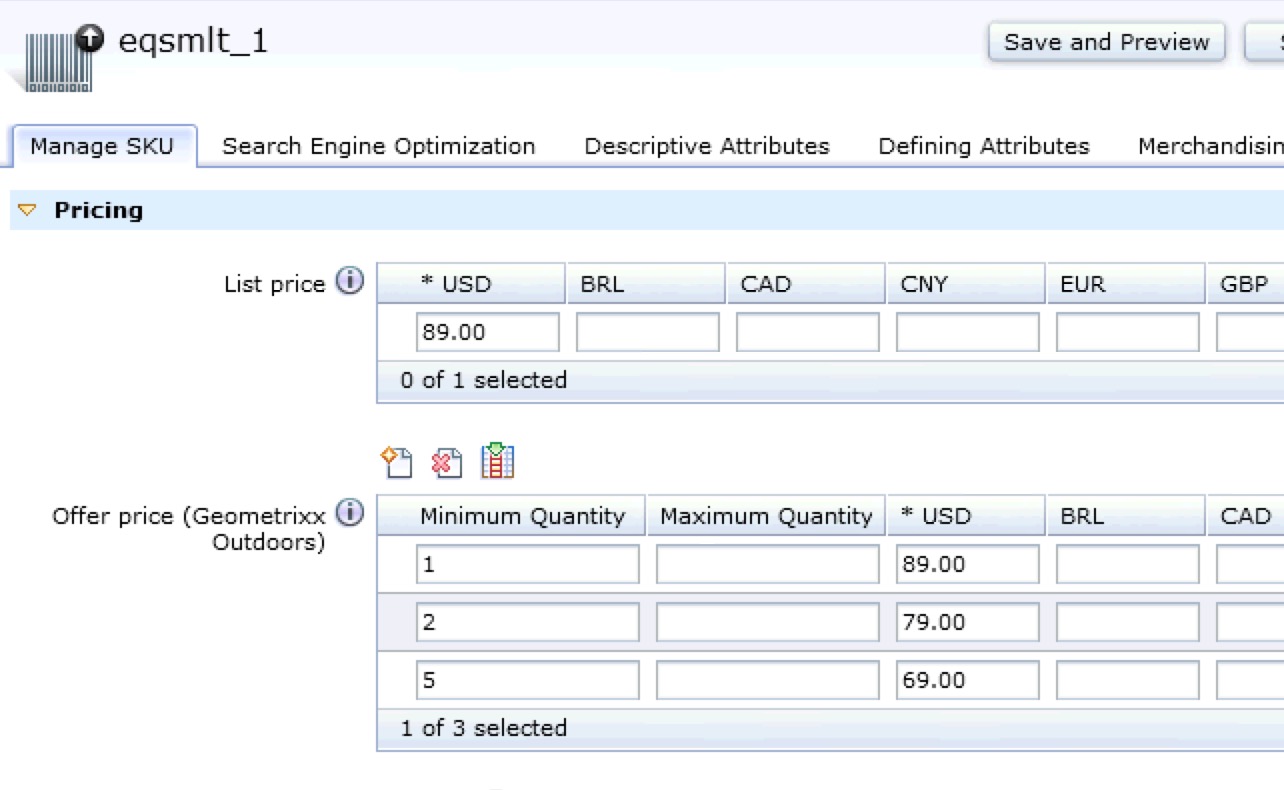 eqsmlt_1
Save and Preview
Manage SKU Search Engine Optimization Descriptive Attributes Defining Attributes Merchandisin
Pricing
List price * USD BRL CAD CNY EUR GBP
89.00
0 of 1 selected
Offer price (Geometrixx Outdoors) Minimum Quantity Maximum Quantity * USD BRL CAD
1 89.00
2 79.00
5 69.00
1 of 3 selected